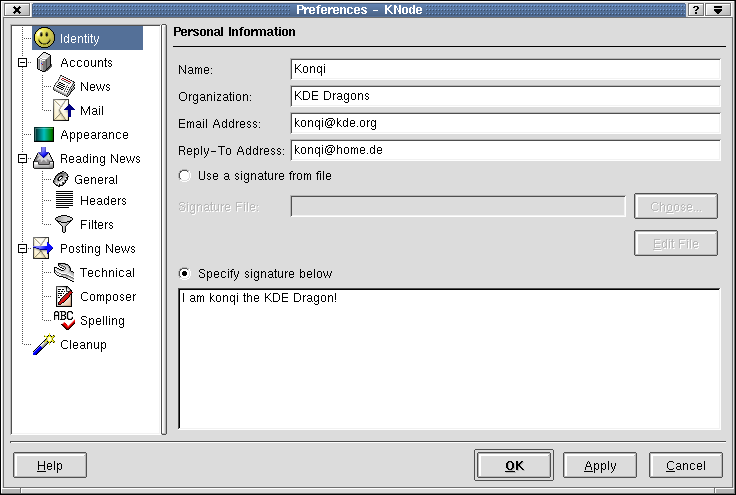 Preferences - KNode
Identity
Accounts
News
Mail
Appearance
Reading News
General
Headers
Filters
Posting News
Technical
Composer
ABC
Spelling
Cleanup
Personal Information
Name: Konqi
Organization: KDE Dragons
Email Address: konqi@kde.org
Reply-To Address: konqi@home.de
Use a signature from file
Signature File: Choose...
Edit File
Specify signature below
I am konqi the KDE Dragon!
Help OK Apply Cancel